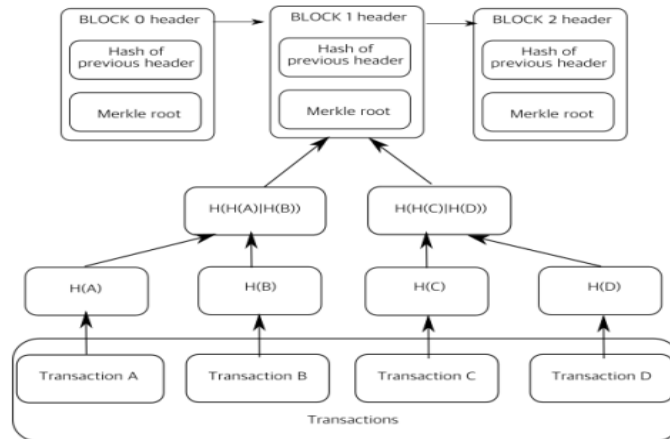 BLOCK 0 header
BLOCK 1 header
BLOCK 2 header
Hash of
previous header
Hash of
previous header
Hash of
previous header
Merkle root
Merkle root
Merkle root
H(H(A)|H(B))
H(H(C)|H(D))
H(A)
H(B)
H(C)
H(D)
Transaction A
Transaction B
Transaction C
Transaction D
Transactions